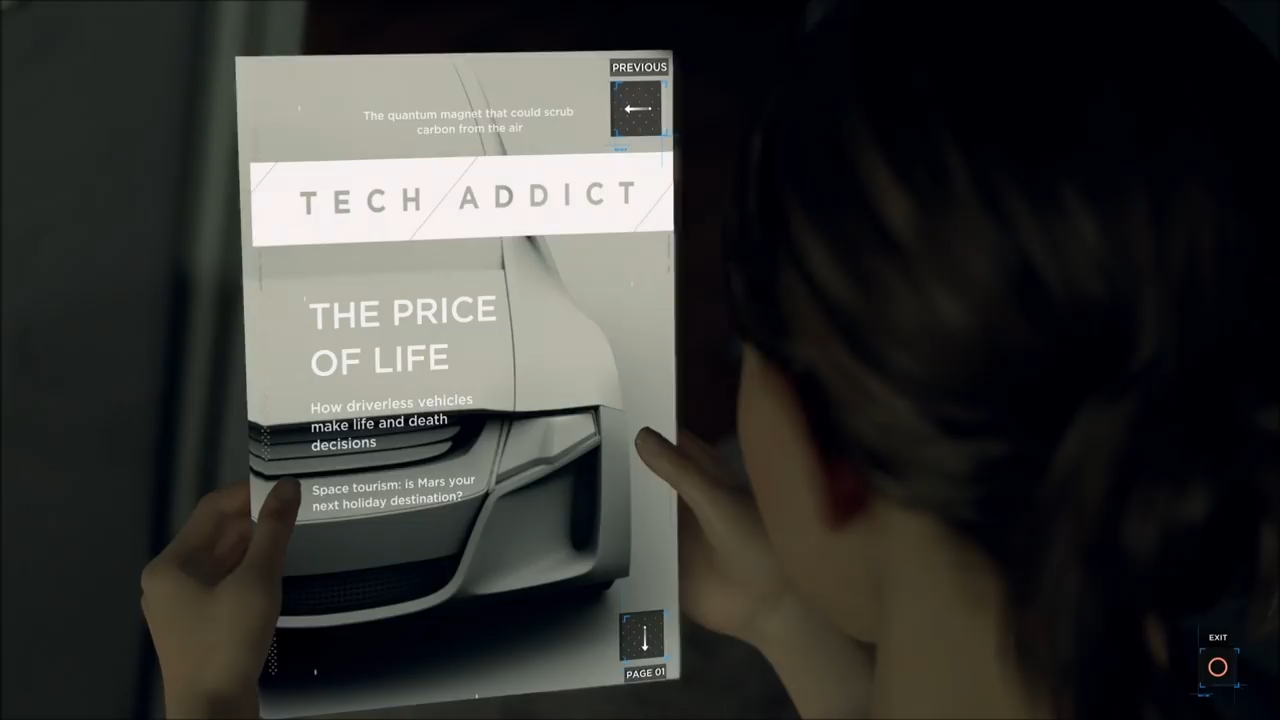 PREVIOUS
The quantum magnet that could scrub
carbon from the air
TECH ADDICT
THE PRICE
OF LIFE
How driverless vehicles
make life and death
decisions
Space tourism: is Mars your
next holiday destination?
PAGE 01
EXIT